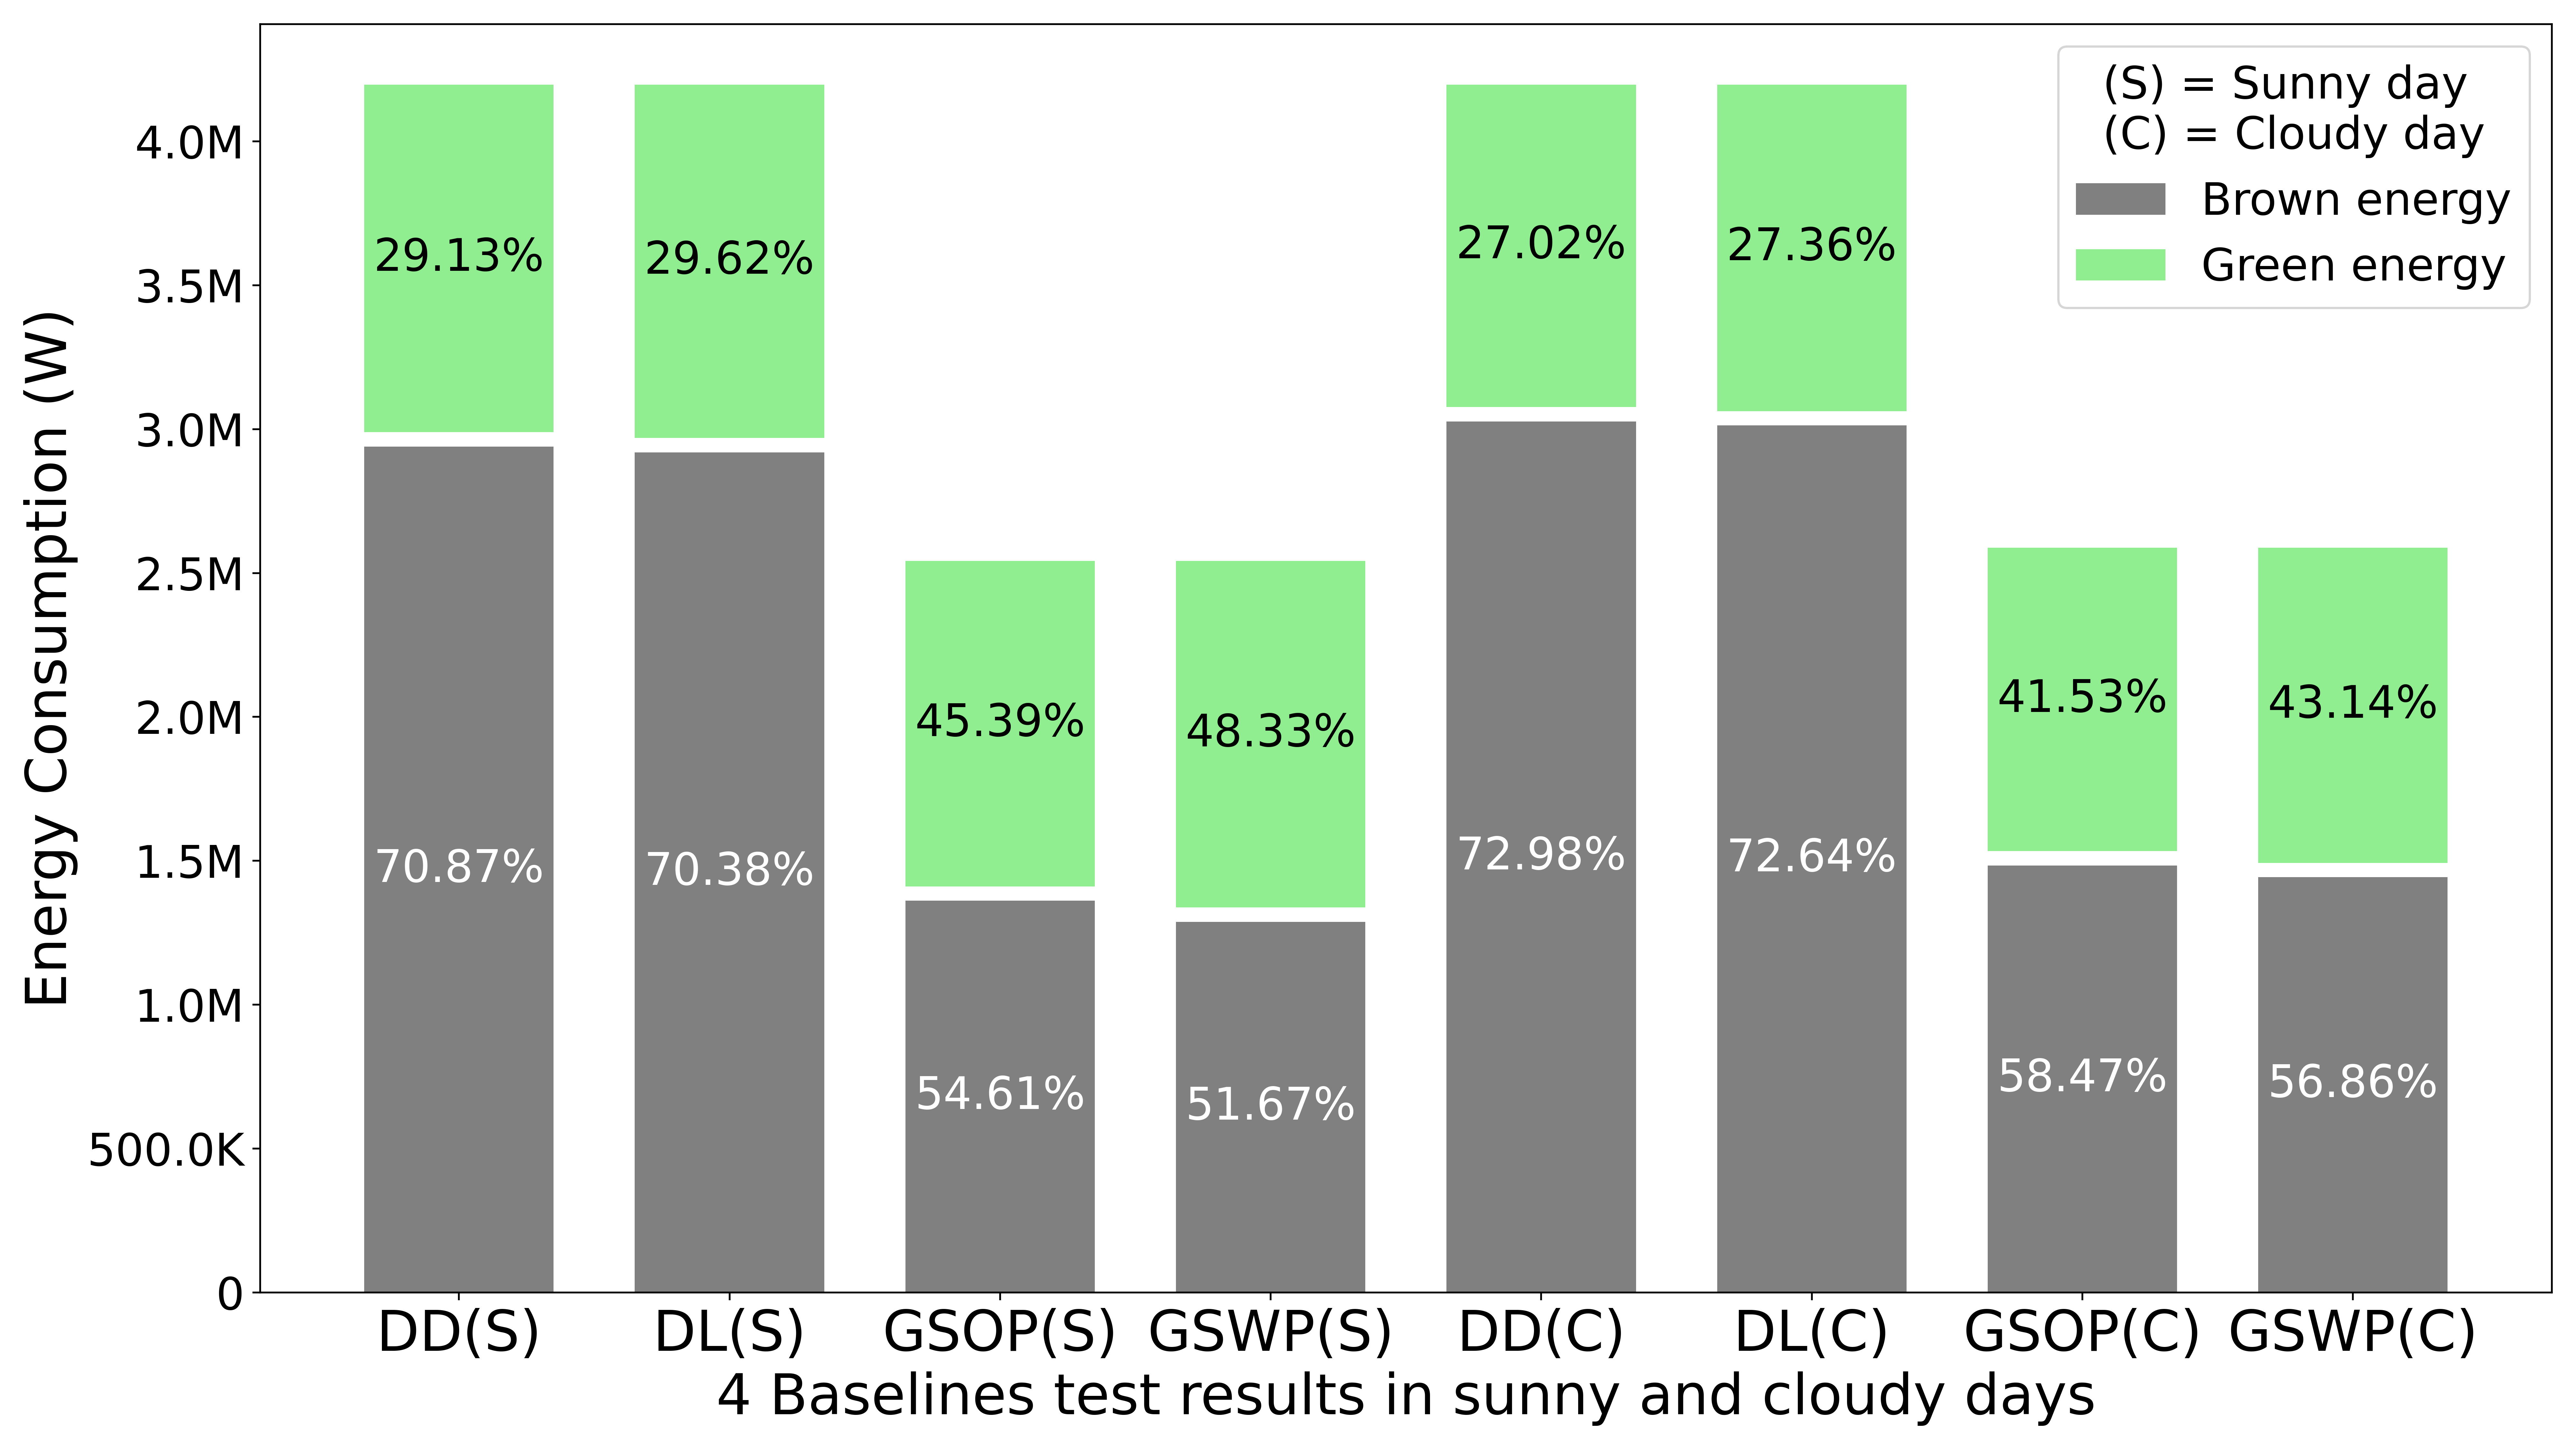 (S) = Sunny day
(C) = Cloudy day
Brown energy
Green energy
Energy Consumption (W)
4.0M
3.5M
3.0M
2.5M
2.0M
1.5M
1.0M
500.0K
0
29.13%
29.62%
45.39%
48.33%
27.02%
27.36%
41.53%
43.14%
70.87%
70.38%
54.61%
51.67%
72.98%
72.64%
58.47%
56.86%
DD(S)
DL(S)
GSOP(S)
GSWP(S)
DD(C)
DL(C)
GSOP(C)
GSWP(C)
4 Baselines test results in sunny and cloudy days